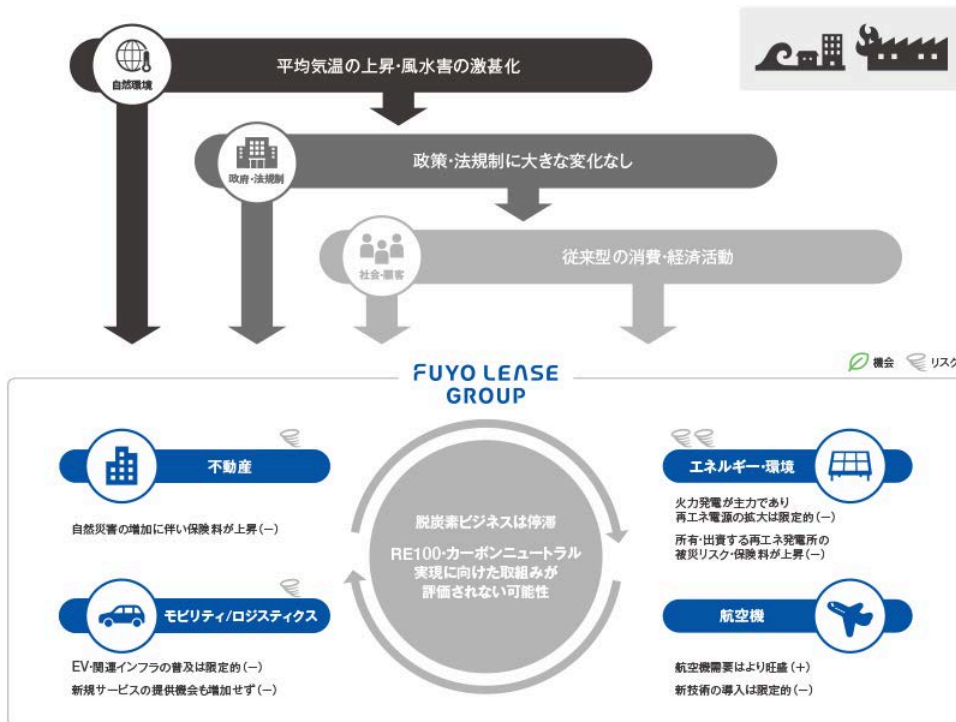 自然環境
平均気温の上昇・風水害の激甚化
政府・法規制
政策・法規制に大きな変化なし
社会・顧客
従来型の消費・経済活動
機会
リスク
FUYO LEASE
GROUP
不動産
自然災害の増加に伴い保険料が上昇(−)
モビリティ/ロジスティクス
EV・関連インフラの普及は限定的(−)
新規サービスの提供機会も増加せず(−)
脱炭素ビジネスは停滞
RE100・カーボンニュートラル
実現に向けた取組みが
評価されない可能性
エネルギー・環境
火力発電が主力であり
再エネ電源の拡大は限定的(−)
所有・出資する再エネ発電所の
被災リスク・保険料が上昇(−)
航空機
航空機需要はより旺盛(+)
新技術の導入は限定的(−)